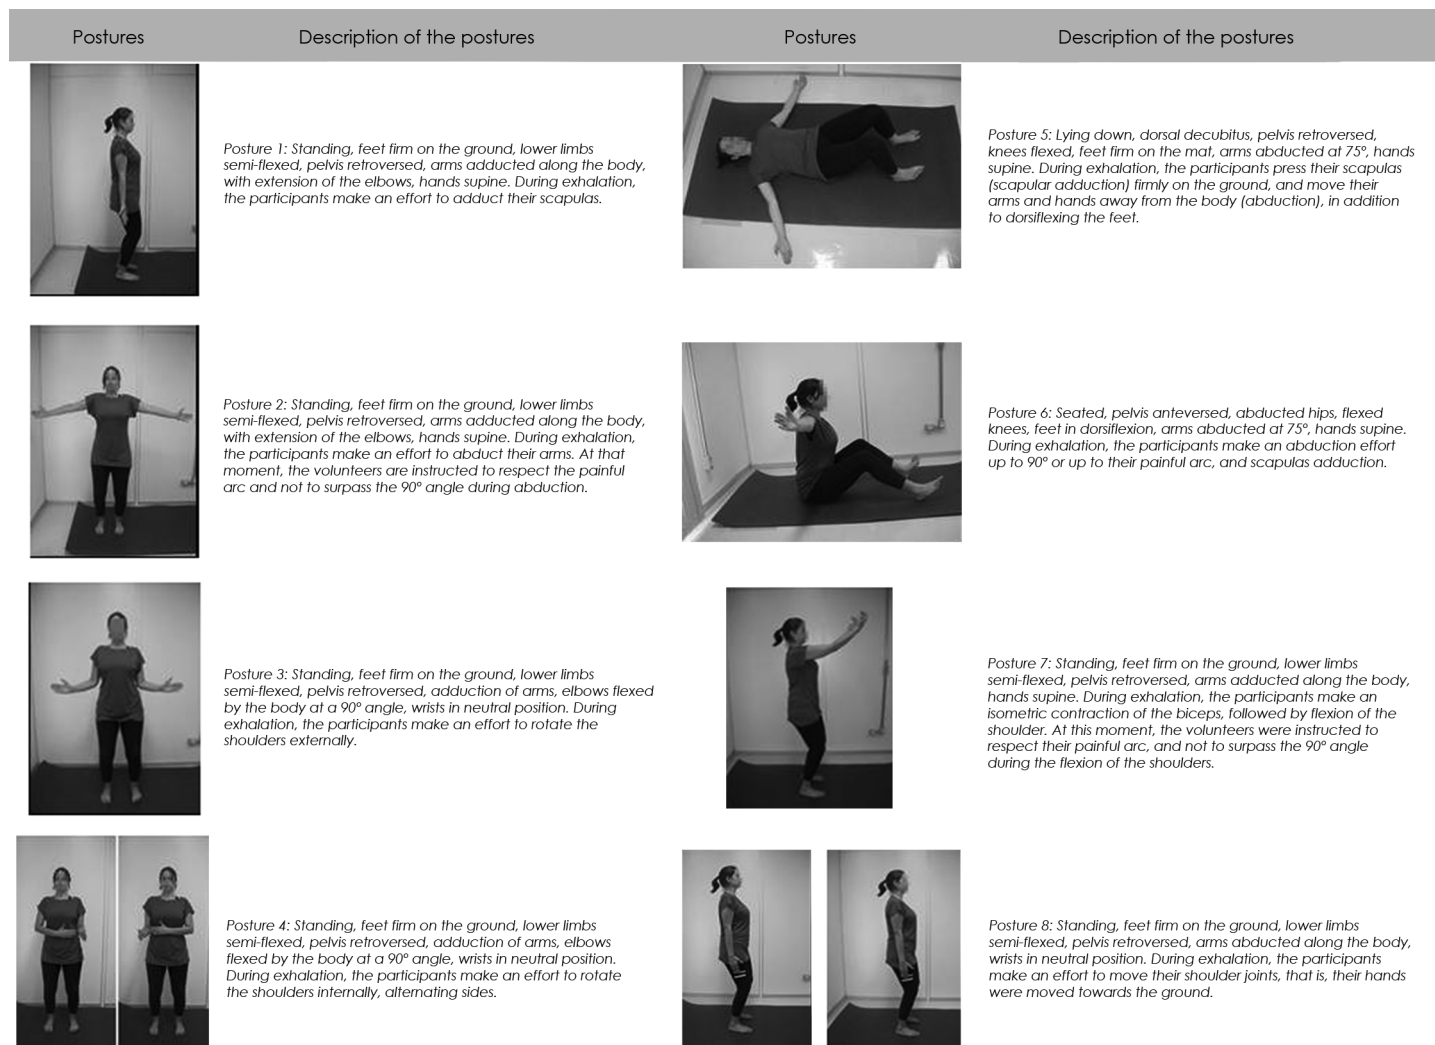 Postures
Description of the postures
Postures
Description of the postures
Posture 1: Standing, feet firm on the ground, lower limbs
semi-flexed, pelvis retroversed, arms adducted along the body,
with extension of the elbows, hands supine. During exhalation,
the participants make an effort to adduct their scapulas.
Posture 5: Lying down, dorsal decubitus, pelvis retroversed,
knees flexed, feet firm on the mat, arms abducted at 75º, hands
supine. During exhalation, the participants press their scapulas
(scapular adduction) firmly on the ground, and move their
arms and hands away from the body (abduction), in addition
to dorsiflexing the feet.
Posture 2: Standing, feet firm on the ground, lower limbs
semi-flexed, pelvis retroversed, arms adducted along the body,
with extension of the elbows, hands supine. During exhalation,
the participants make an effort to abduct their arms. At that
moment, the volunteers are instructed to respect the painful
arc and not to surpass the 90º angle during abduction.
Posture 6: Seated, pelvis anteversed, abducted hips, flexed
knees, feet in dorsiflexion, arms abducted at 75º, hands supine.
During exhalation, the participants make an abduction effort
up to 90º or up to their painful arc, and scapulas adduction.
Posture 3: Standing, feet firm on the ground, lower limbs
semi-flexed, pelvis retroversed, adduction of arms, elbows flexed
by the body at a 90º angle, wrists in neutral position. During
exhalation, the participants make an effort to rotate the
shoulders externally.
Posture 7: Standing, feet firm on the ground, lower limbs
semi-flexed, pelvis retroversed, arms adducted along the body,
hands supine. During exhalation, the participants make an
isometric contraction of the biceps, followed by flexion of the
shoulder. At this moment, the volunteers were instructed to
respect their painful arc, and not to surpass the 90º angle
during the flexion of the shoulders.
Posture 4: Standing, feet firm on the ground, lower limbs
semi-flexed, pelvis retroversed, adduction of arms, elbows
flexed by the body at a 90º angle, wrists in neutral position.
During exhalation, the participants make an effort to rotate
the shoulders internally, alternating sides.
Posture 8: Standing, feet firm on the ground, lower limbs
semi-flexed, pelvis retroversed, arms abducted along the body,
wrists in neutral position. During exhalation, the participants
make an effort to move their shoulder joints, that is, their hands
were moved towards the ground.